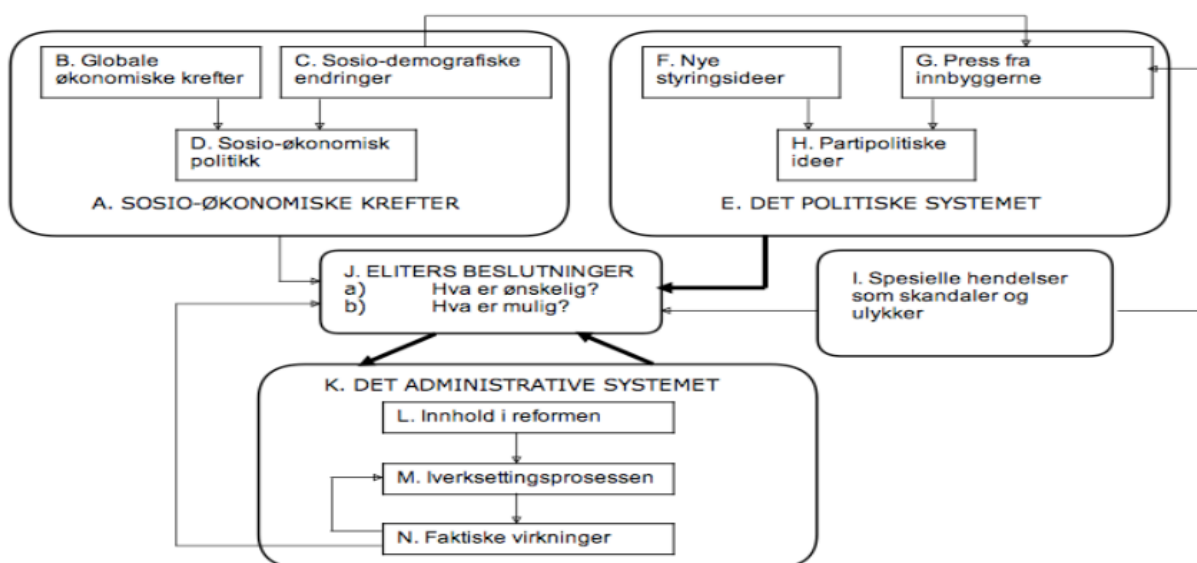 B. Globale
økonomiske krefter
C. Sosio-demografiske
endringer
D. Sosio-økonomisk
politikk
A. SOSIO-ØKONOMISKE KREFTER
F. Nye
styringsideer
G. Press fra
innbyggerne
H. Partipolitiske
ideer
E. DET POLITISKE SYSTEMET
J. ELITERS BESLUTNINGER
a) Hva er ønskelig?
b) Hva er mulig?
I. Spesielle hendelser
som skandaler og
ulykker
K. DET ADMINISTRATIVE SYSTEMET
L. Innhold i reformen
M. Iverksettingsprosessen
N. Faktiske virkninger